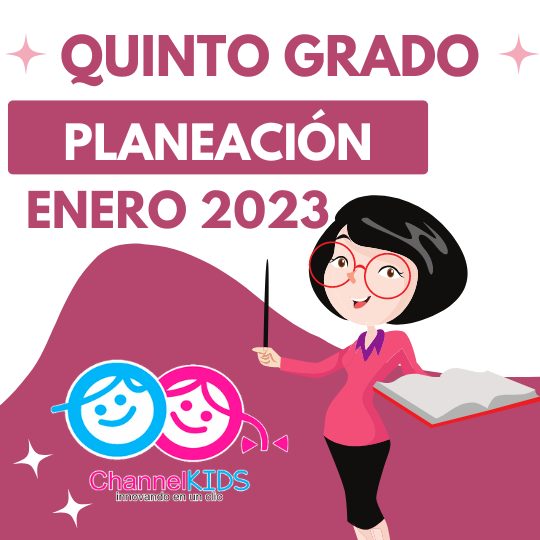 QUINTO GRADO
PLANEACIÓN
ENERO 2023
ChannelKIDS
innovando en un clic